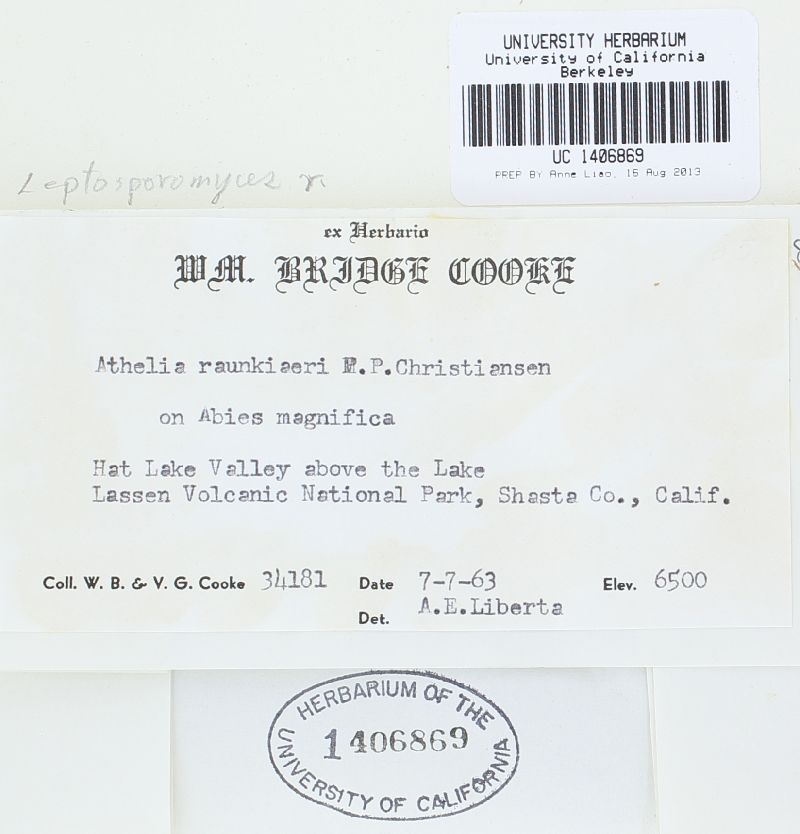 UNIVERSITY HERBARIUM
University of California
Berkeley
UC 1406869
PREP BY Anne Liao, 15 Aug 2013
Leptosporomyces r.
ex Herbario
WM. BRIDGE COOKE
Athelia raunkiaeri M.P.Christiansen
on Abies magnifica
Hat Lake Valley above the Lake
Lassen Volcanic National Park, Shasta Co., Calif.
Coll. W. B. & V. G. Cooke 34181 Date 7-7-63 Elev. 6500
Det. A.E.Liberta
HERBARIUM OF THE
1406869
UNIVERSITY OF CALIFORNIA